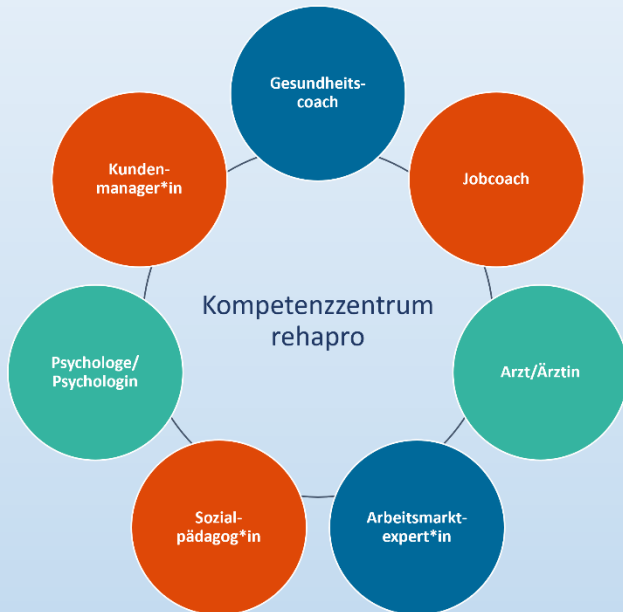 Gesundheits-
coach
Kunden-
manager*in
Jobcoach
Kompetenzzentrum
rehapro
Psychologe/
Psychologin
Arzt/Ärztin
Sozial-
pädagog*in
Arbeitsmarkt-
expert*in